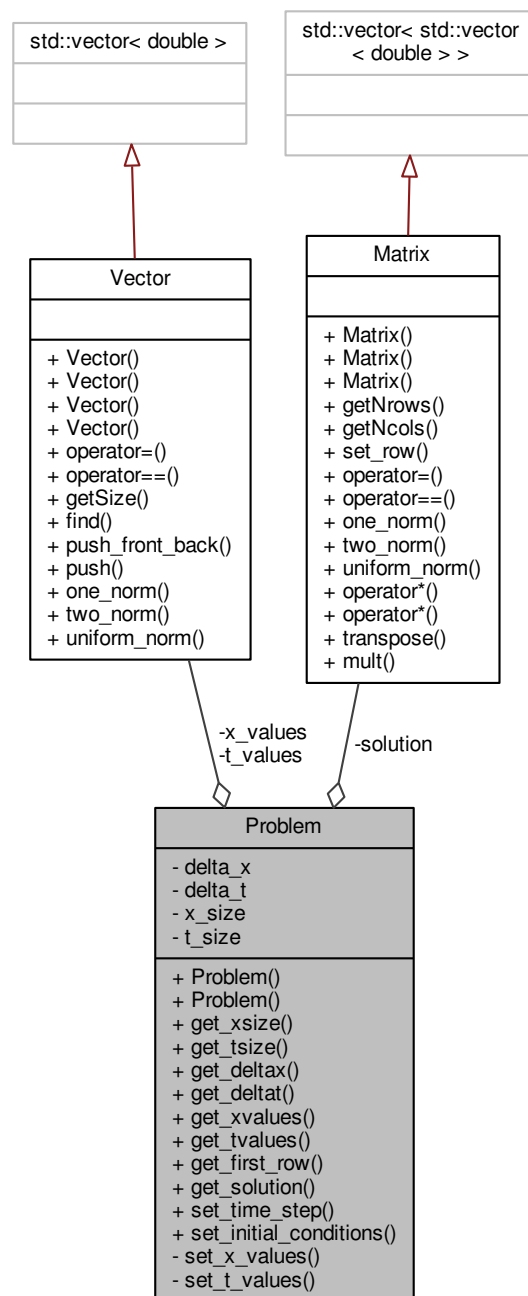 std::vector< double >
std::vector< std::vector
< double > >
Vector
+ Vector()
+ Vector()
+ Vector()
+ Vector()
+ operator=()
+ operator==()
+ getSize()
+ find()
+ push_front_back()
+ push()
+ one_norm()
+ two_norm()
+ uniform_norm()
Matrix
+ Matrix()
+ Matrix()
+ Matrix()
+ getNrows()
+ getNcols()
+ set_row()
+ operator=()
+ operator==()
+ one_norm()
+ two_norm()
+ uniform_norm()
+ operator*()
+ operator*()
+ transpose()
+ mult()
-x_values
-t_values
-solution
Problem
- delta_x
- delta_t
- x_size
- t_size
+ Problem()
+ Problem()
+ get_xsize()
+ get_tsize()
+ get_deltax()
+ get_deltat()
+ get_xvalues()
+ get_tvalues()
+ get_first_row()
+ get_solution()
+ set_time_step()
+ set_initial_conditions()
- set_x_values()
- set_t_values()